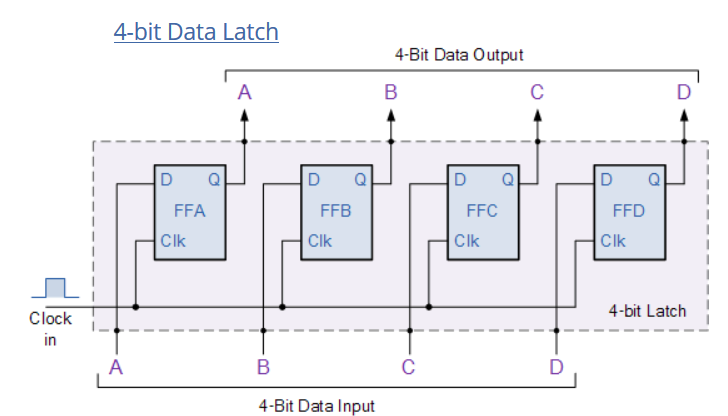 4-bit Data Latch
4-Bit Data Output
A B C D
D Q D Q D Q D Q
FFA FFB FFC FFD
Clk Clk Clk Clk
4-bit Latch
Clock
in
A B C D
4-Bit Data Input